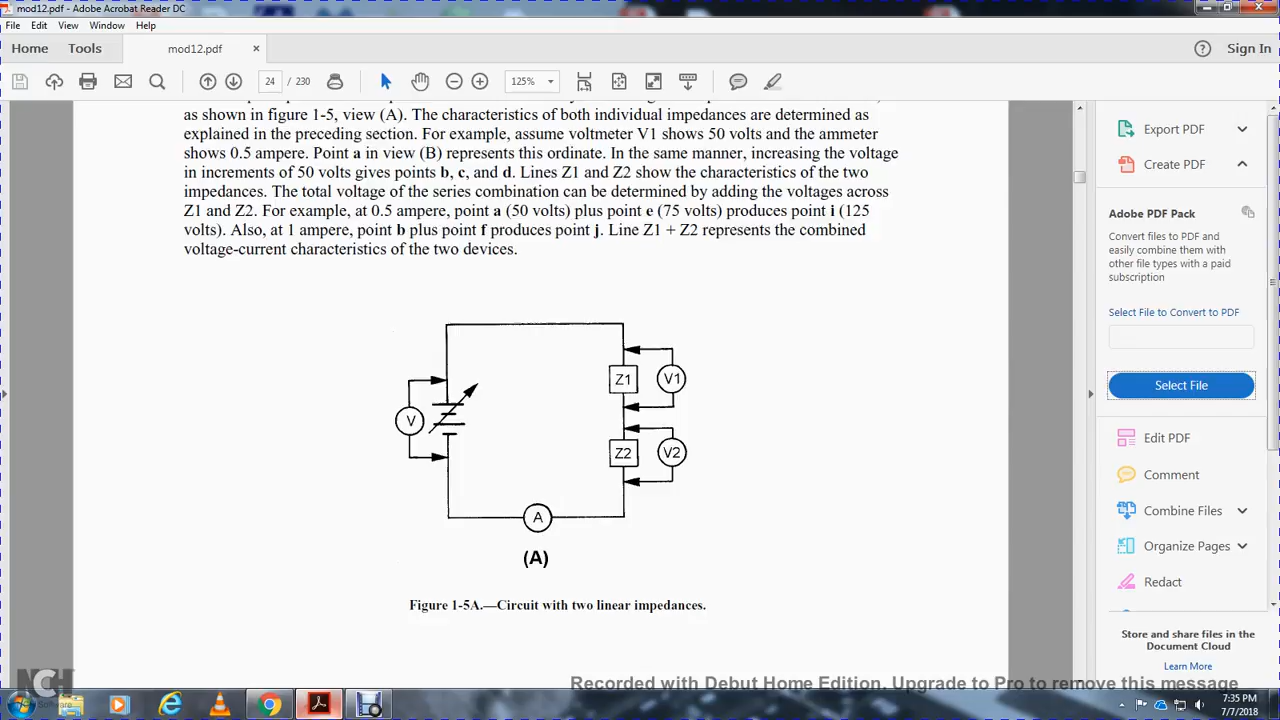 mod12.pdf - Adobe Acrobat Reader DC
File Edit View Window Help
Home Tools mod12.pdf × ? Sign In
24 / 230 125%
as shown in figure 1-5, view (A). The characteristics of both individual impedances are determined as
explained in the preceding section. For example, assume voltmeter V1 shows 50 volts and the ammeter
shows 0.5 ampere. Point a in view (B) represents this ordinate. In the same manner, increasing the voltage
in increments of 50 volts gives points b, c, and d. Lines Z1 and Z2 show the characteristics of the two
impedances. The total voltage of the series combination can be determined by adding the voltages across
Z1 and Z2. For example, at 0.5 ampere, point a (50 volts) plus point e (75 volts) produces point i (125
volts). Also, at 1 ampere, point b plus point f produces point j. Line Z1 + Z2 represents the combined
voltage-current characteristics of the two devices.
Z1 V1
V
Z2 V2
A
(A)
Figure 1-5A.—Circuit with two linear impedances.
Export PDF
Create PDF
Adobe PDF Pack
Convert files to PDF and
easily combine them with
other file types with a paid
subscription
Select File to Convert to PDF
Select File
Edit PDF
Comment
Combine Files
Organize Pages
Redact
Store and share files in the
Document Cloud
Learn More
NCH
Software
Recorded with Debut Home Edition. Upgrade to Pro to remove this message
7:35 PM
7/7/2018